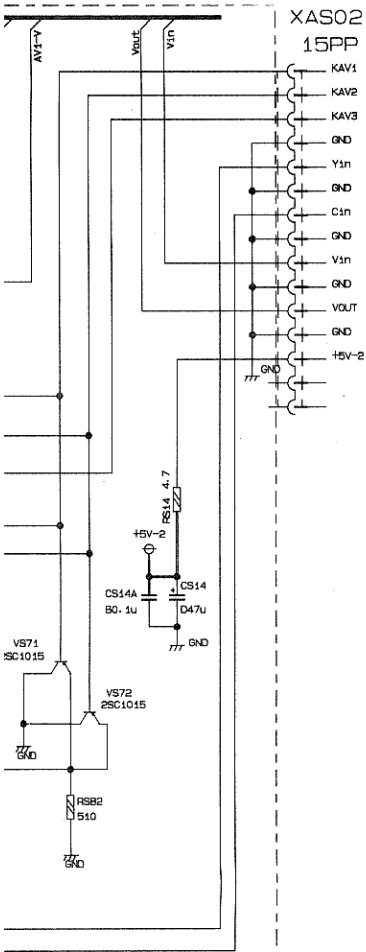 XAS02
15PP
AV1-V
Vout
Vin
KAV1
KAV2
KAV3
GND
Yin
GND
Cin
GND
Vin
GND
VOUT
GND
+5V-2
GND
RS14 4.7
+5V-2
CS14A
B0.1u
+
CS14
D47u
GND
VS71
2SC1015
VS72
2SC1015
GND
RS82
510
GND